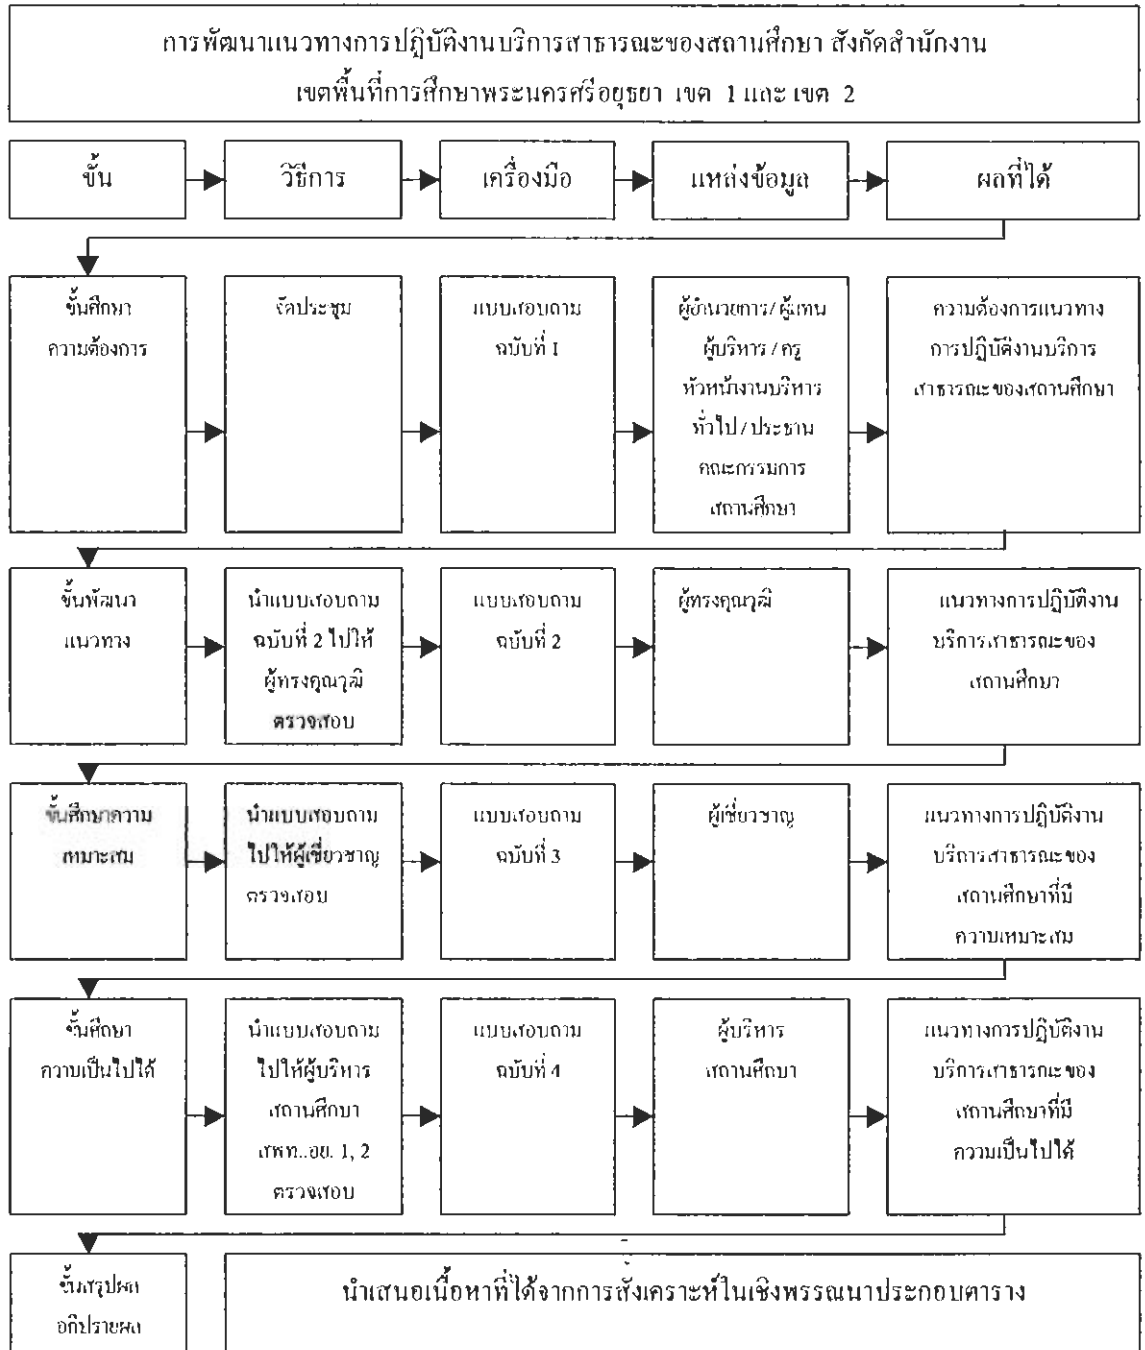 การพัฒนาแนวทางการปฏิบัติงานบริการสาธารณะของสถานศึกษา สังกัดสำนักงาน
เขตพื้นที่การศึกษาพระนครศรีอยุธยา เขต 1 และ เขต 2
ขั้น
วิธีการ
เครื่องมือ
แหล่งข้อมูล
ผลที่ได้
ขั้นศึกษา
ความต้องการ
จัดประชุม
แบบสอบถาม
ฉบับที่ 1
ผู้อำนวยการ/ ผู้แทน
ผู้บริหาร / ครู
หัวหน้างานบริหาร
ทั่วไป / ประธาน
คณะกรรมการ
สถานศึกษา
ความต้องการแนวทาง
การปฏิบัติงานบริการ
สาธารณะของสถานศึกษา
ขั้นพัฒนา
แนวทาง
นำแบบสอบถาม
ฉบับที่ 2 ไปให้
ผู้ทรงคุณวุฒิ
ตรวจสอบ
แบบสอบถาม
ฉบับที่ 2
ผู้ทรงคุณวุฒิ
แนวทางการปฏิบัติงาน
บริการสาธารณะของ
สถานศึกษา
ขั้นศึกษาความ
เหมาะสม
นำแบบสอบถาม
ไปให้ผู้เชี่ยวชาญ
ตรวจสอบ
แบบสอบถาม
ฉบับที่ 3
ผู้เชี่ยวชาญ
แนวทางการปฏิบัติงาน
บริการสาธารณะของ
สถานศึกษาที่มี
ความเหมาะสม
ขั้นศึกษา
ความเป็นไปได้
นำแบบสอบถาม
ไปให้ผู้บริหาร
สถานศึกษา
สพท..อย. 1, 2
ตรวจสอบ
แบบสอบถาม
ฉบับที่ 4
ผู้บริหาร
สถานศึกษา
แนวทางการปฏิบัติงาน
บริการสาธารณะของ
สถานศึกษาที่มี
ความเป็นไปได้
ขั้นสรุปผล
อภิปรายผล
นำเสนอเนื้อหาที่ได้จากการสังเคราะห์ในเชิงพรรณนาประกอบตาราง